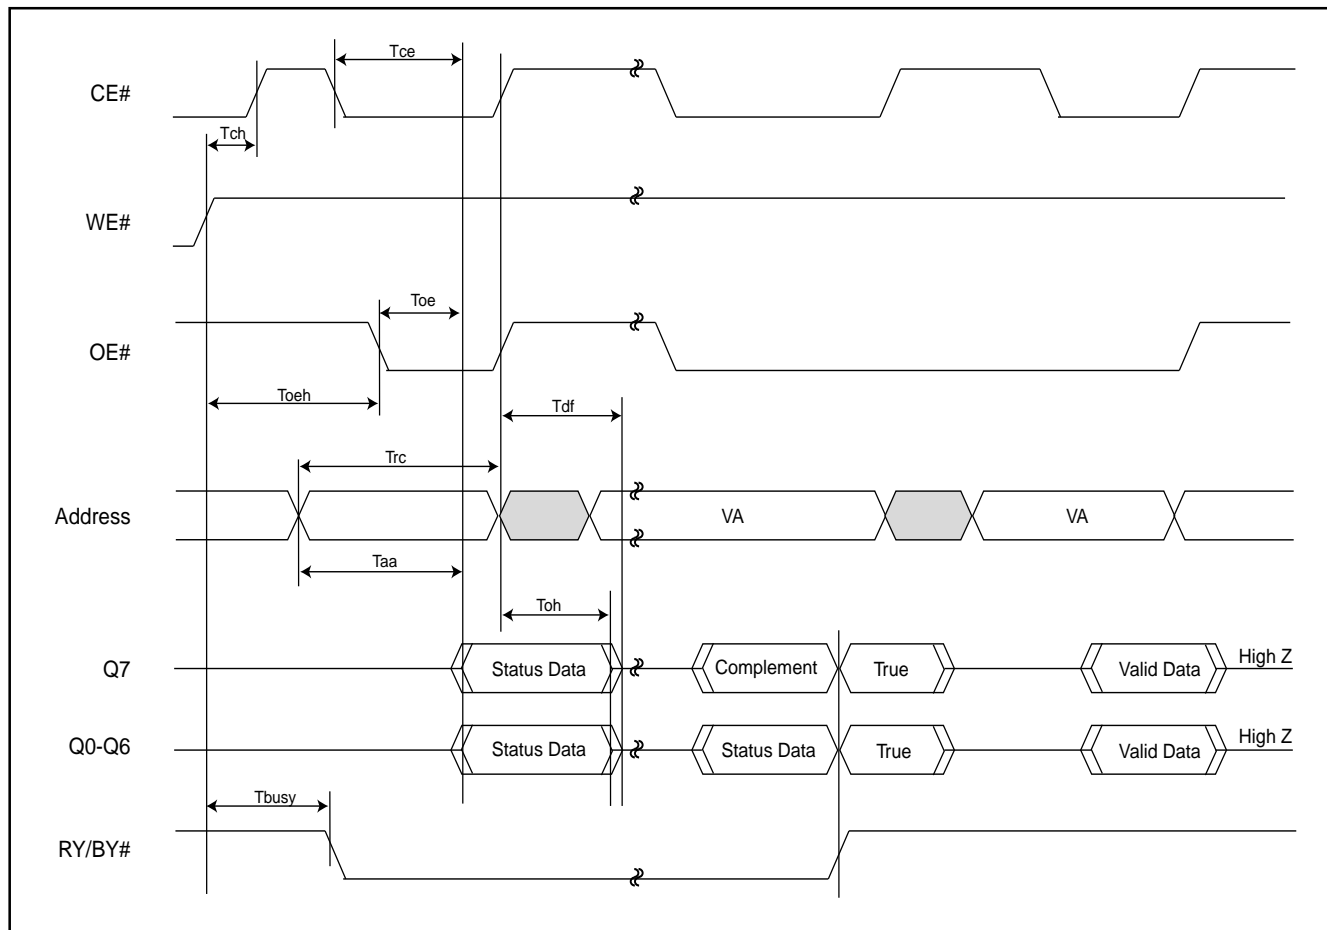 Tce
CE#
Tch
WE#
Toe
OE#
Toeh
Tdf
Trc
Address
VA
VA
Taa
Toh
Q7
Status Data
Complement
True
Valid Data
High Z
Q0-Q6
Status Data
Status Data
True
Valid Data
High Z
Tbusy
RY/BY#